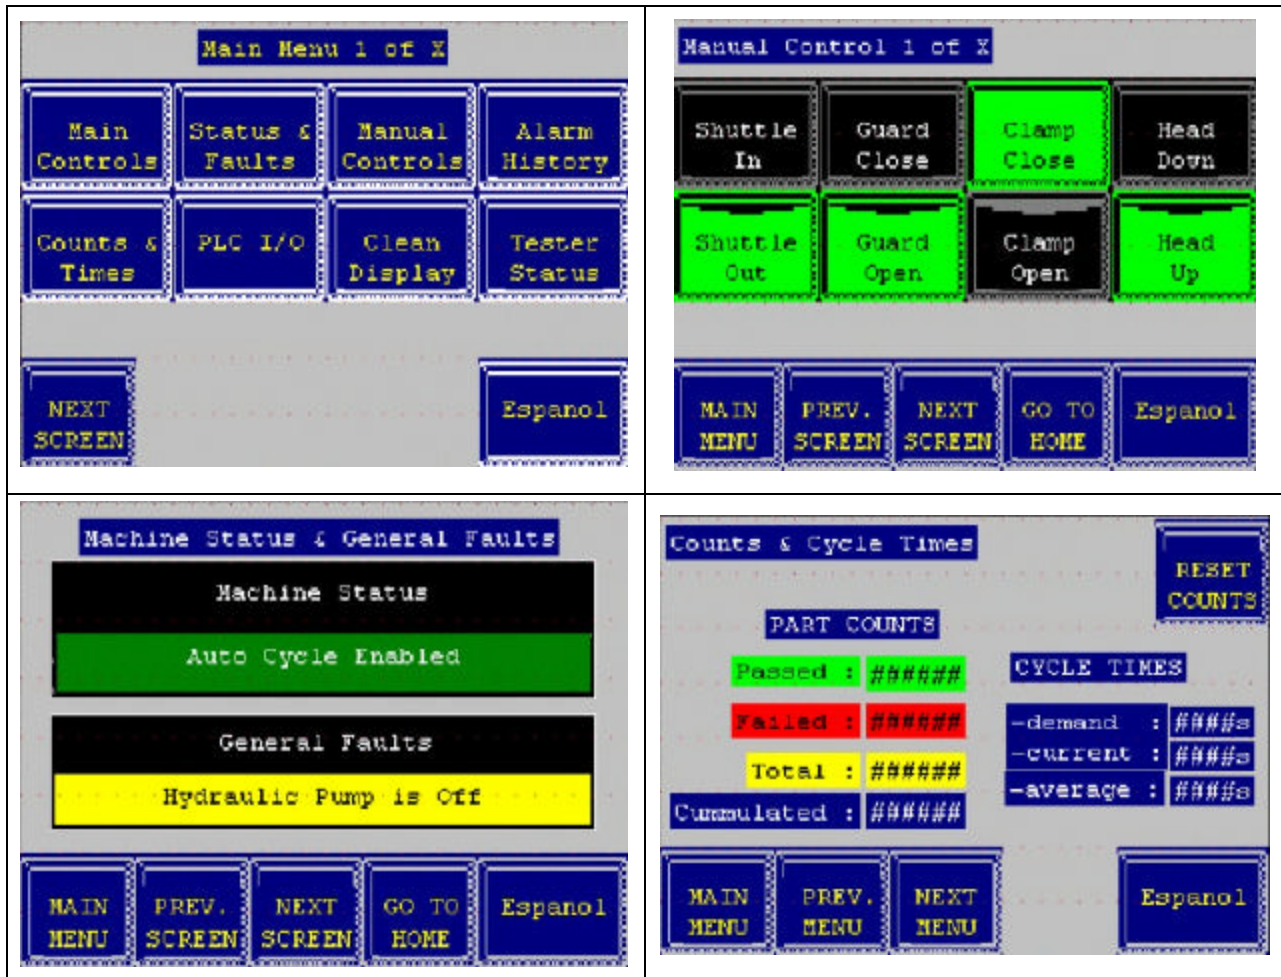 Main Menu 1 of X
Main Controls
Status & Faults
Manual Controls
Alarm History
Counts & Times
PLC I/O
Clean Display
Tester Status
NEXT SCREEN
Espanol
Manual Control 1 of X
Shuttle In
Guard Close
Clamp Close
Head Down
Shuttle Out
Guard Open
Clamp Open
Head Up
MAIN MENU
PREV. SCREEN
NEXT SCREEN
GO TO HOME
Espanol
Machine Status & General Faults
Machine Status
Auto Cycle Enabled
General Faults
Hydraulic Pump is Off
MAIN MENU
PREV. SCREEN
NEXT SCREEN
GO TO HOME
Espanol
Counts & Cycle Times
RESET COUNTS
PART COUNTS
Passed : ######
Failed : ######
Total : ######
Cummulated : ######
CYCLE TIMES
-demand : ####s
-current : ####s
-average : ####s
MAIN MENU
PREV. MENU
NEXT MENU
Espanol